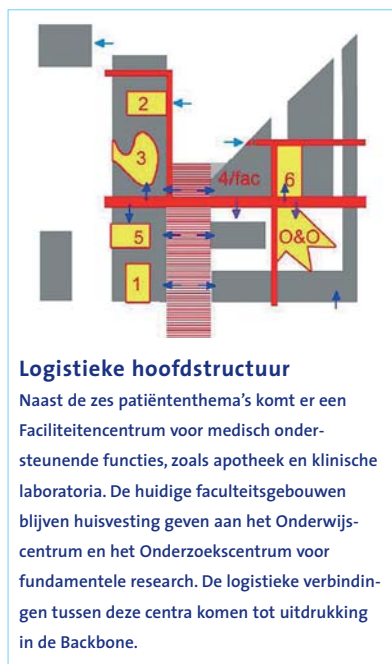 2
3
4/fac
6
5
O&O
1
Logistieke hoofdstructuur
Naast de zes patiëntenthema's komt er een
Faciliteitencentrum voor medisch onder-
steunende functies, zoals apotheek en klinische
laboratoria. De huidige faculteitsgebouwen
blijven huisvesting geven aan het Onderwijs-
centrum en het Onderzoekscentrum voor
fundamentele research. De logistieke verbindin-
gen tussen deze centra komen tot uitdrukking
in de Backbone.